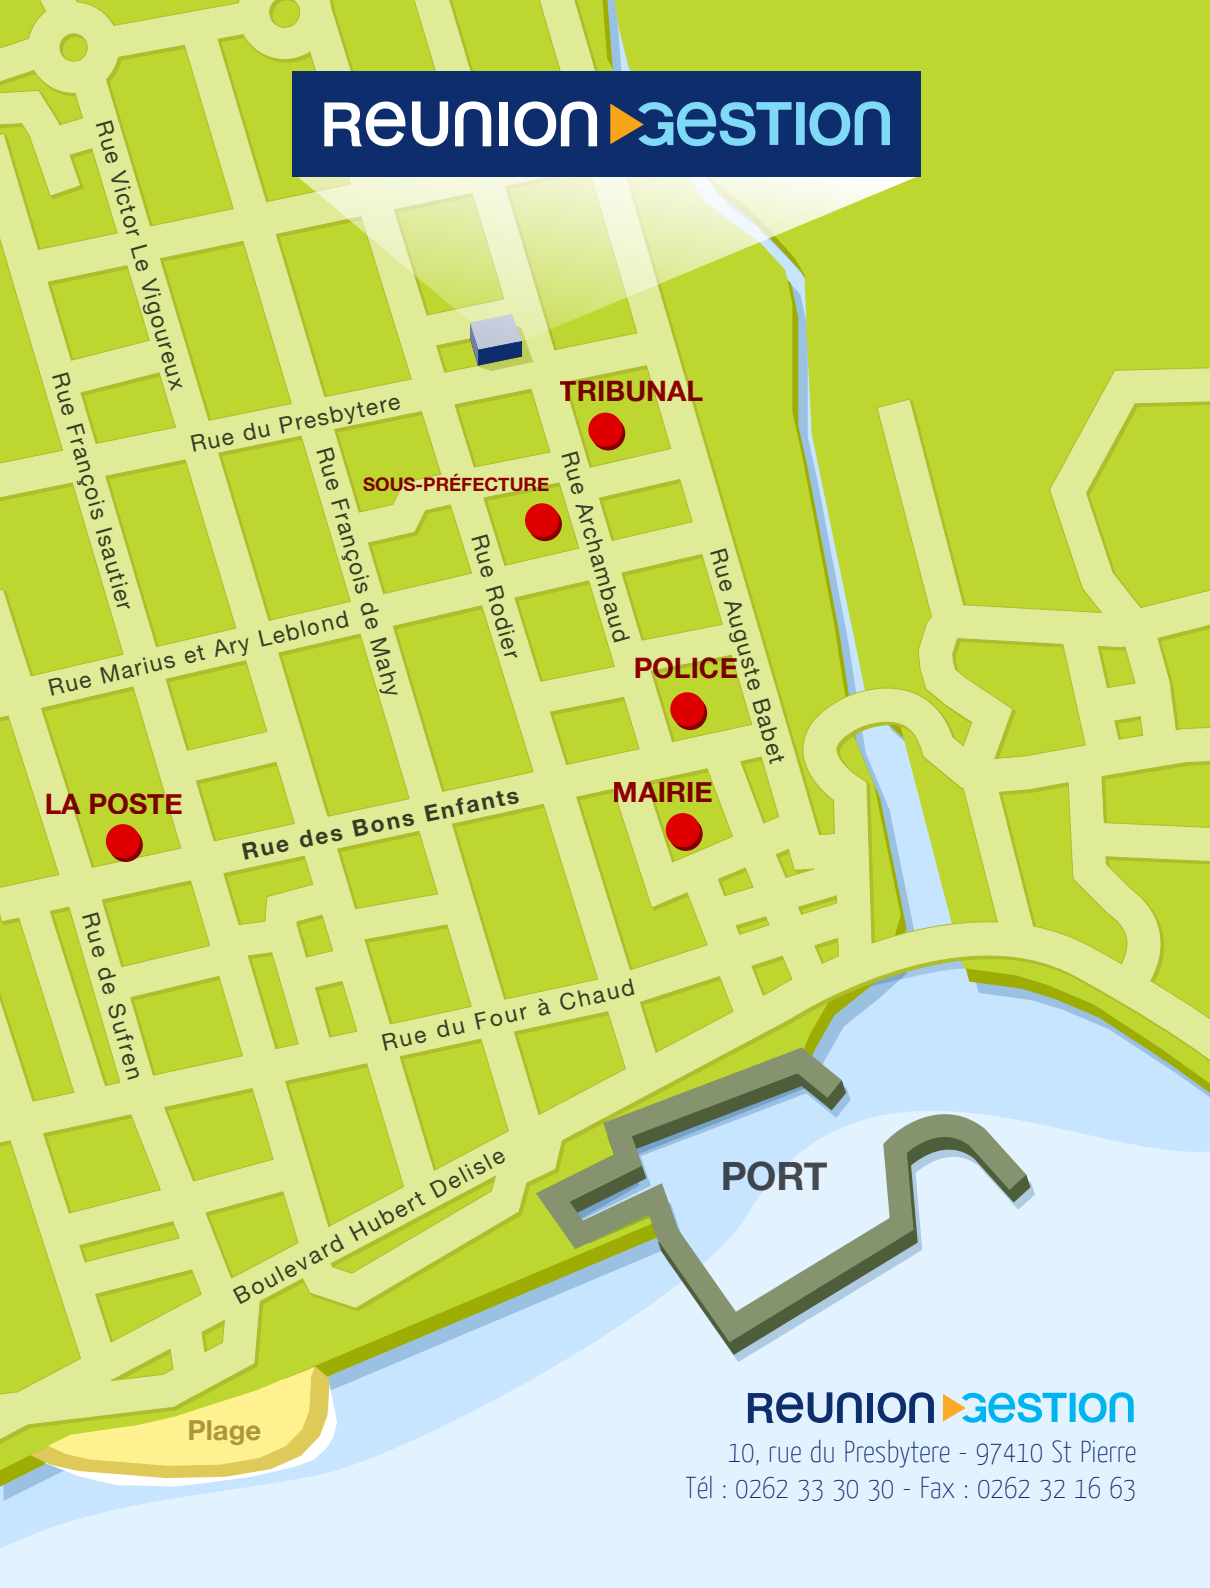 REUNION GESTION
Rue Victor Le Vigoureux
Rue François Isautier
Rue du Presbytere
TRIBUNAL
Rue François de Mahy
SOUS-PRÉFECTURE
Rue Archambaud
Rue Rodier
Rue Auguste Babet
Rue Marius et Ary Leblond
POLICE
LA POSTE
MAIRIE
Rue des Bons Enfants
Rue de Sufren
Rue du Four à Chaud
Boulevard Hubert Delisle
PORT
Plage
REUNION GESTION
10, rue du Presbytere - 97410 St Pierre
Tél : 0262 33 30 30 - Fax : 0262 32 16 63